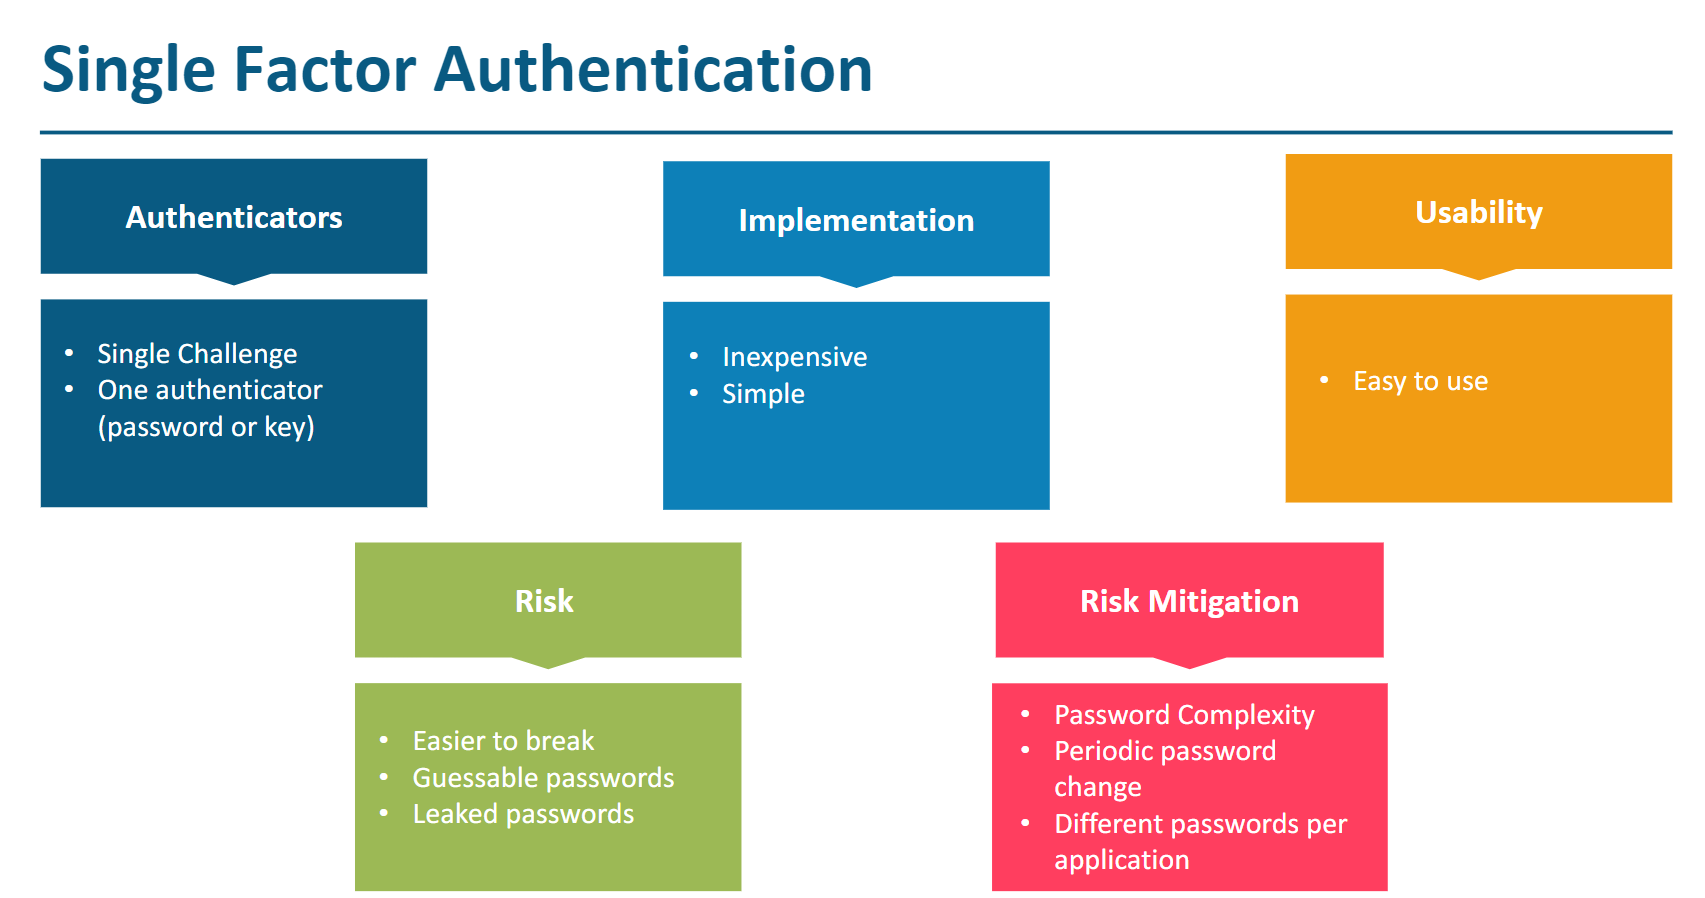 Single Factor Authentication
Authenticators
• Single Challenge
• One authenticator
(password or key)
Implementation
• Inexpensive
• Simple
Usability
• Easy to use
Risk
• Easier to break
• Guessable passwords
• Leaked passwords
Risk Mitigation
• Password Complexity
• Periodic password
change
• Different passwords per
application